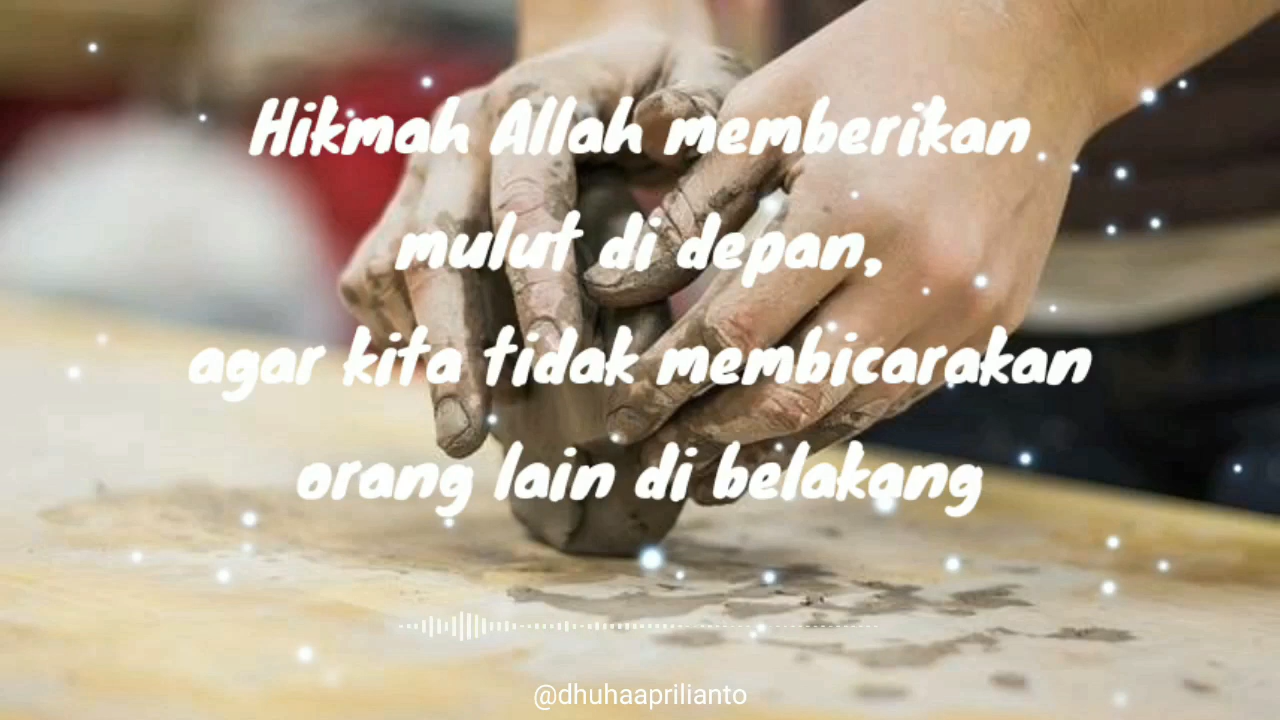 Hikmah Allah memberikan
mulut di depan,
agar kita tidak membicarakan
orang lain di belakang
@dhuhaaprilianto